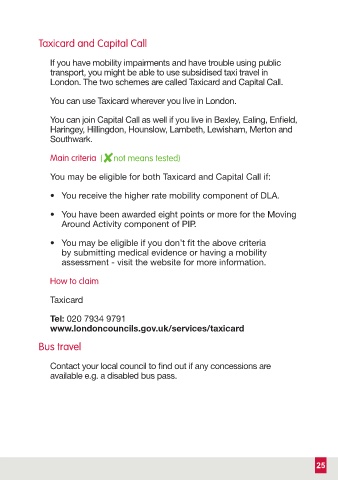 Taxicard and Capital Call
If you have mobility impairments and have trouble using public
transport, you might be able to use subsidised taxi travel in
London. The two schemes are called Taxicard and Capital Call.
You can use Taxicard wherever you live in London.
You can join Capital Call as well if you live in Bexley, Ealing, Enfield,
Haringey, Hillingdon, Hounslow, Lambeth, Lewisham, Merton and
Southwark.
Main criteria (✘not means tested)
You may be eligible for both Taxicard and Capital Call if:
• You receive the higher rate mobility component of DLA.
• You have been awarded eight points or more for the Moving
Around Activity component of PIP.
• You may be eligible if you don't fit the above criteria
by submitting medical evidence or having a mobility
assessment - visit the website for more information.
How to claim
Taxicard
Tel: 020 7934 9791
www.londoncouncils.gov.uk/services/taxicard
Bus travel
Contact your local council to find out if any concessions are
available e.g. a disabled bus pass.
25